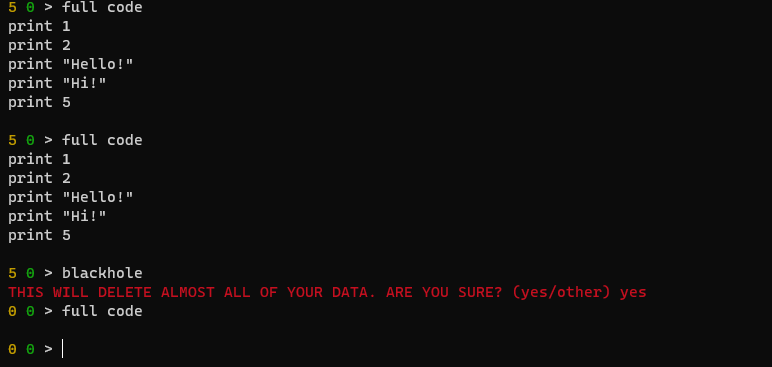 5 0 > full code
print 1
print 2
print "Hello!"
print "Hi!"
print 5
5 0 > full code
print 1
print 2
print "Hello!"
print "Hi!"
print 5
5 0 > blackhole
THIS WILL DELETE ALMOST ALL OF YOUR DATA. ARE YOU SURE? (yes/other) yes
0 0 > full code
0 0 >